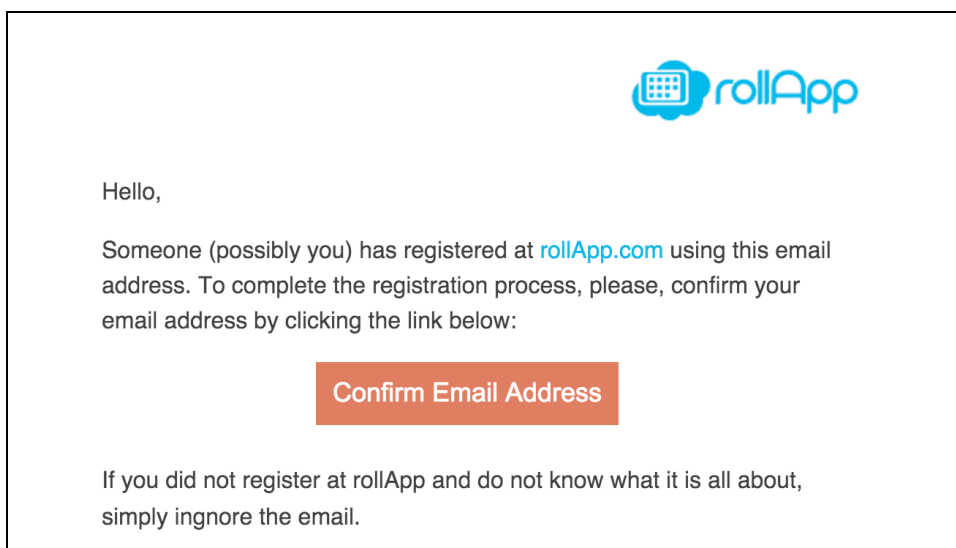 rollApp
Hello,
Someone (possibly you) has registered at rollApp.com using this email
address. To complete the registration process, please, confirm your
email address by clicking the link below:
Confirm Email Address
If you did not register at rollApp and do not know what it is all about,
simply ingnore the email.